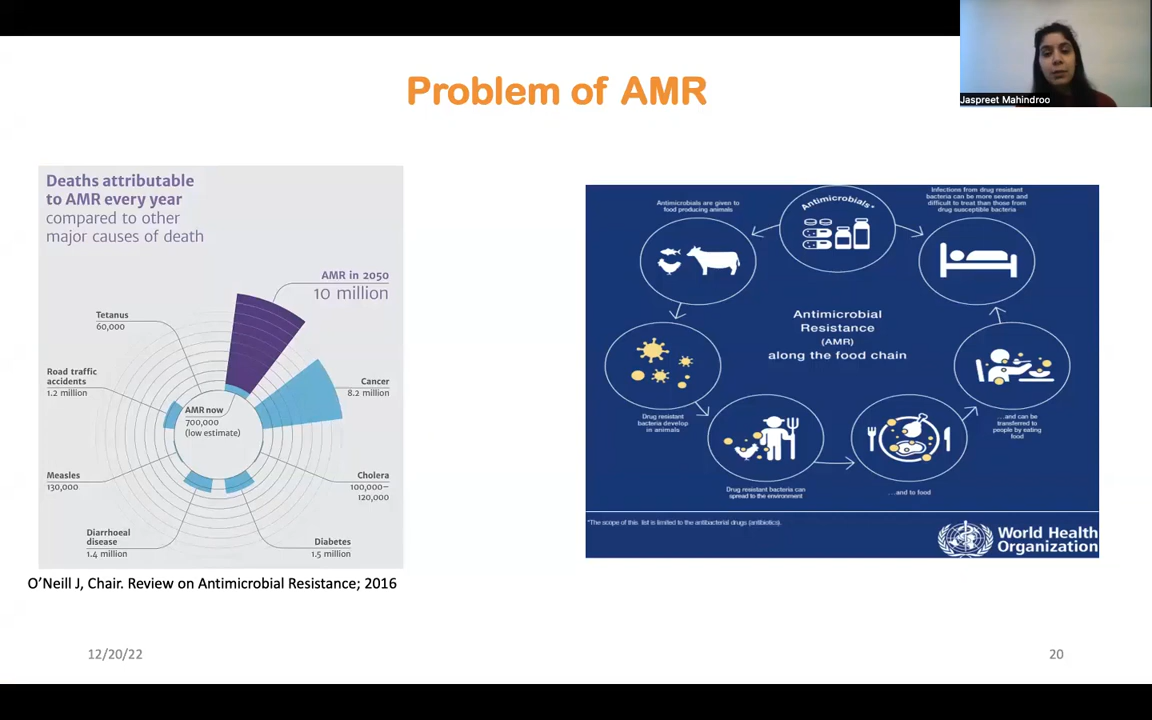 Problem of AMR
Jaspreet Mahindroo
Deaths attributable
to AMR every year
compared to other
major causes of death
AMR in 2050
10 million
Tetanus
60,000
Road traffic
accidents
1.2 million
AMR now
700,000
(low estimate)
Cancer
8.2 million
Measles
130,000
Cholera
100,000–
120,000
Diarrhoeal
disease
1.4 million
Diabetes
1.5 million
O'Neill J, Chair. Review on Antimicrobial Resistance; 2016
Antimicrobials*
Antimicrobials are given to
food producing animals
Infections from drug resistant
bacteria can be more severe and
difficult to treat than those from
drug susceptible bacteria
Antimicrobial
Resistance
(AMR)
along the food chain
Drug resistant
bacteria develop
in animals
Drug resistant bacteria can
spread to the environment
...and to food
...and can be
transferred to
people by eating
food
*The scope of this list is limited to the antibacterial drugs (antibiotics).
World Health
Organization
12/20/22
20